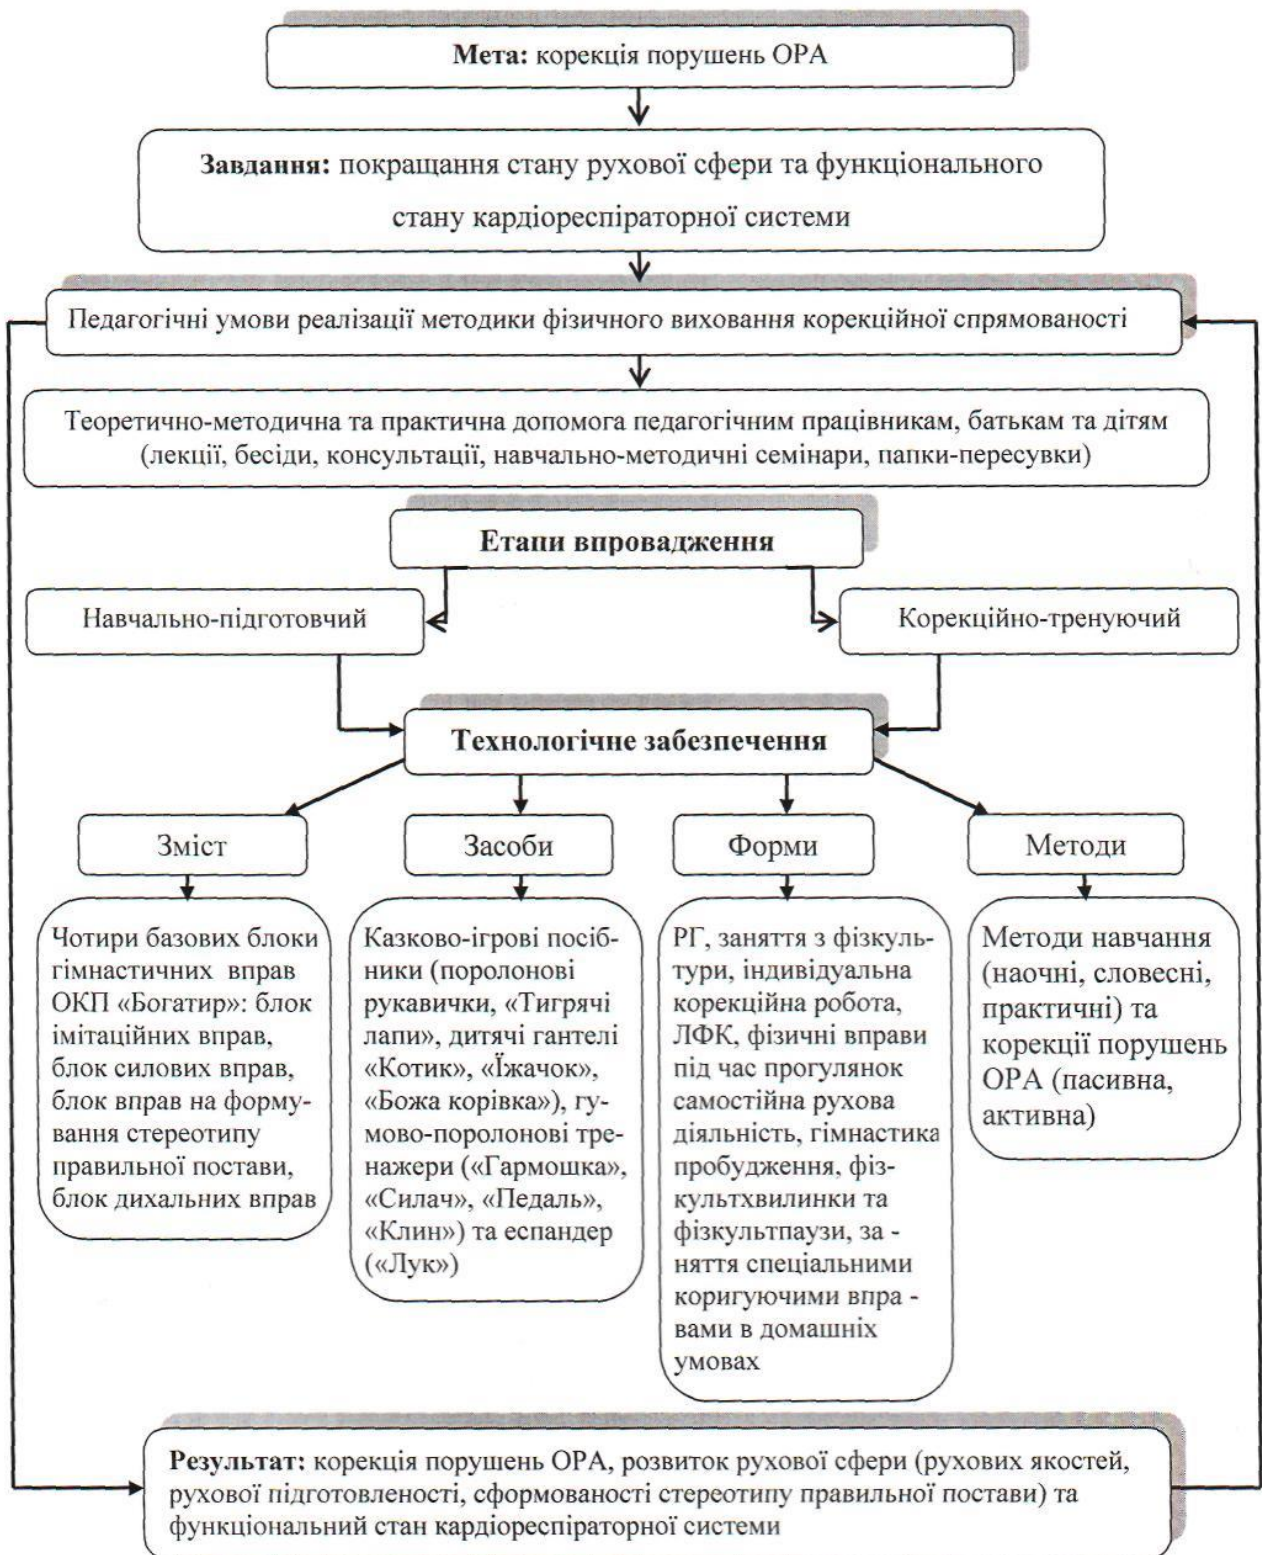 Мета: корекція порушень ОРА
Завдання: покращання стану рухової сфери та функціонального
стану кардіореспіраторної системи
Педагогічні умови реалізації методики фізичного виховання корекційної спрямованості
Теоретично-методична та практична допомога педагогічним працівникам, батькам та дітям
(лекції, бесіди, консультації, навчально-методичні семінари, папки-пересувки)
Етапи впровадження
Навчально-підготовчий
Корекційно-тренуючий
Технологічне забезпечення
Зміст
Засоби
Форми
Методи
Чотири базових блоки
гімнастичних вправ
ОКП «Богатир»: блок
імітаційних вправ,
блок силових вправ,
блок вправ на форму-
вання стереотипу
правильної постави,
блок дихальних вправ
Казково-ігрові посіб-
ники (поролонові
рукавички, «Тигрячі
лапи», дитячі гантелі
«Котик», «Їжачок»,
«Божа корівка»), гу-
мово-поролонові тре-
нажери («Гармошка»,
«Силач», «Педаль»,
«Клин») та еспандер
(«Лук»)
РГ, заняття з фізкуль-
тури, індивідуальна
корекційна робота,
ЛФК, фізичні вправи
під час прогулянок
самостійна рухова
діяльність, гімнастика
пробудження, фіз-
культхвилинки та
фізкультпаузи, за -
няття спеціальними
коригуючими впра -
вами в домашніх
умовах
Методи навчання
(наочні, словесні,
практичні) та
корекції порушень
ОРА (пасивна,
активна)
Результат: корекція порушень ОРА, розвиток рухової сфери (рухових якостей,
рухової підготовленості, сформованості стереотипу правильної постави) та
функціональний стан кардіореспіраторної системи